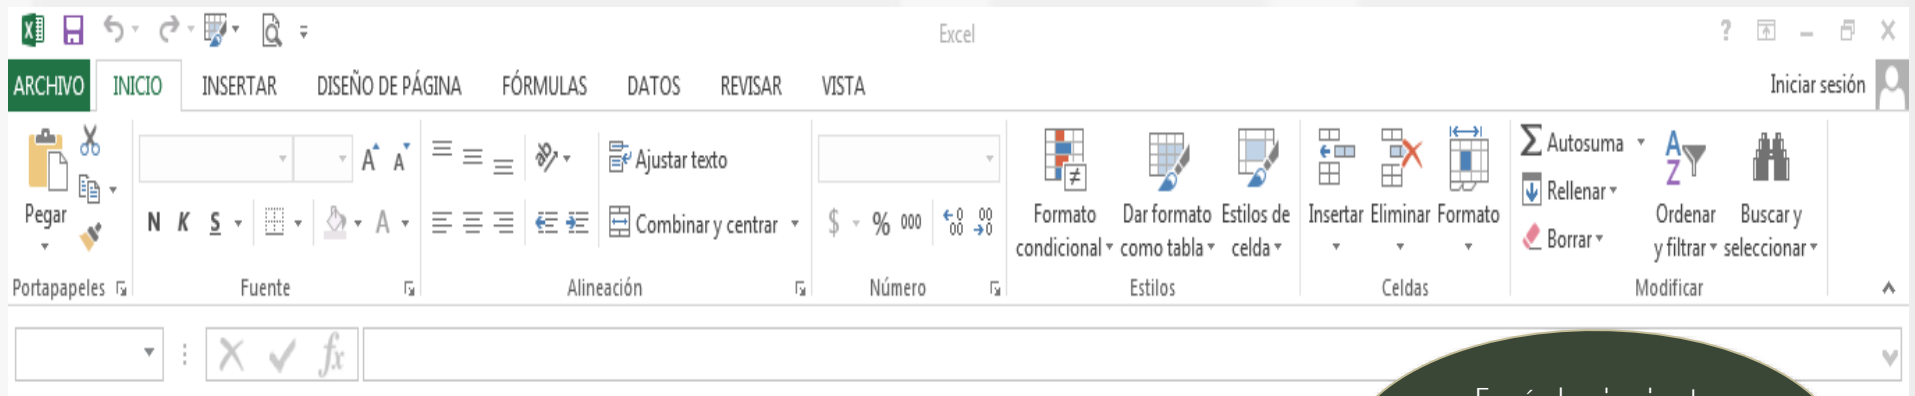 Excel
ARCHIVO INICIO INSERTAR DISEÑO DE PÁGINA FÓRMULAS DATOS REVISAR VISTA Iniciar sesión
Pegar
N K S A
Ajustar texto
Combinar y centrar
$ % 000
Formato condicional
Dar formato como tabla
Estilos de celda
Insertar Eliminar Formato
Σ Autosuma
Rellenar
Borrar
Ordenar y filtrar
Buscar y seleccionar
Portapapeles Fuente Alineación Número Estilos Celdas Modificar
fx